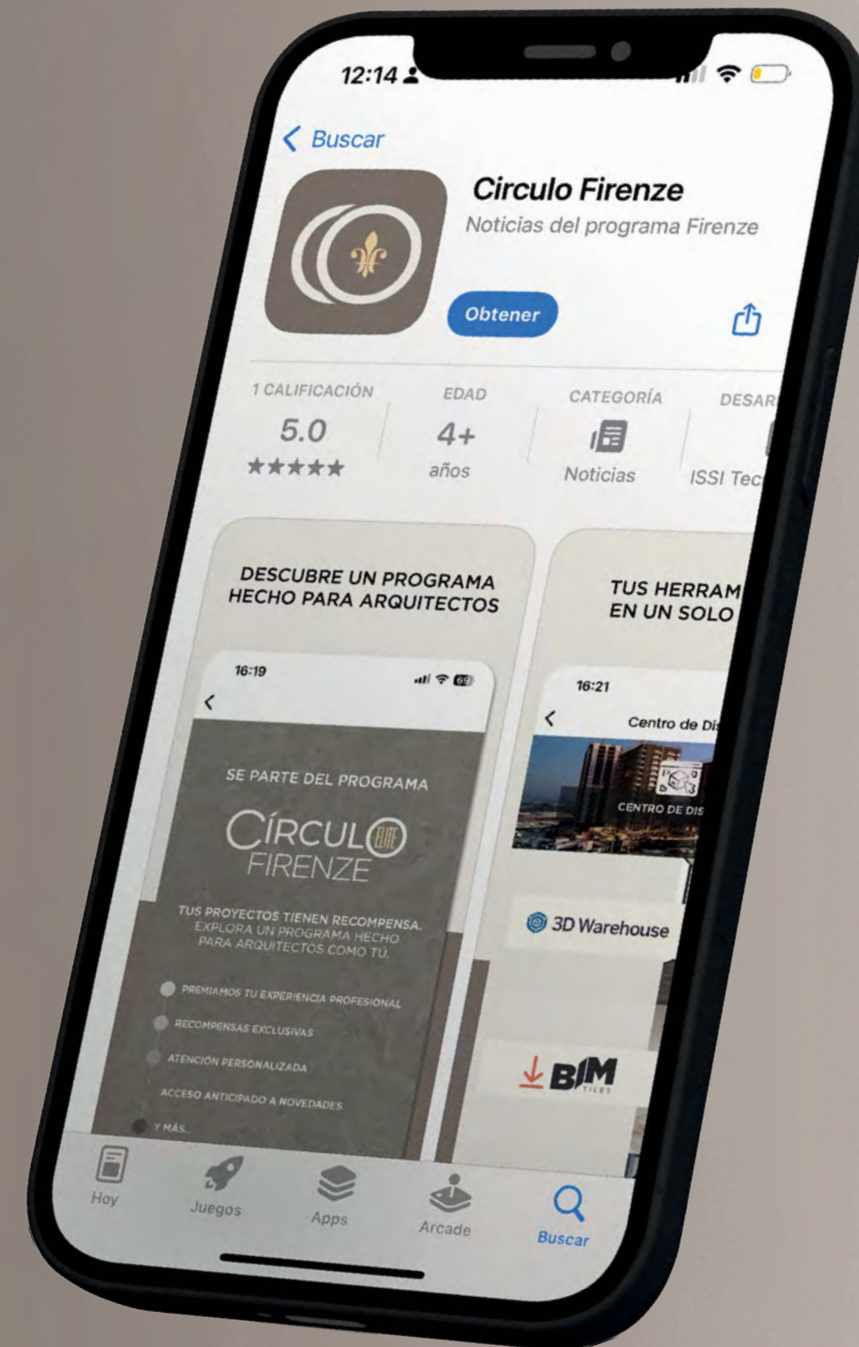 12:14
Buscar
Circulo Firenze
Noticias del programa Firenze
Obtener
1 CALIFICACIÓN
5.0
EDAD
4+
años
CATEGORÍA
Noticias
DESAR
ISSI Tec
DESCUBRE UN PROGRAMA
HECHO PARA ARQUITECTOS
16:19
69
SE PARTE DEL PROGRAMA
CÍRCULO
ELITE
FIRENZE
TUS PROYECTOS TIENEN RECOMPENSA.
EXPLORA UN PROGRAMA HECHO
PARA ARQUITECTOS COMO TÚ.
PREMIAMOS TU EXPERIENCIA PROFESIONAL
RECOMPENSAS EXCLUSIVAS
ATENCIÓN PERSONALIZADA
ACCESO ANTICIPADO A NOVEDADES
Y MÁS...
TUS HERRAM
EN UN SOLO
16:21
Centro de Dis
CENTRO DE DIS
3D Warehouse
BIM
TILES
Hoy
Juegos
Apps
Arcade
Buscar